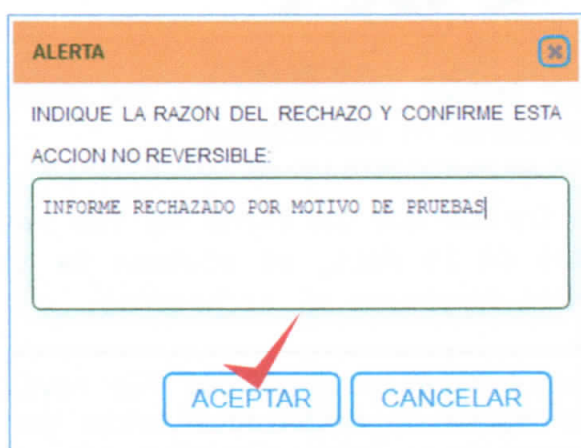 ALERTA
INDIQUE LA RAZON DEL RECHAZO Y CONFIRME ESTA
ACCION NO REVERSIBLE:
INFORME RECHAZADO POR MOTIVO DE PRUEBAS
ACEPTAR
CANCELAR